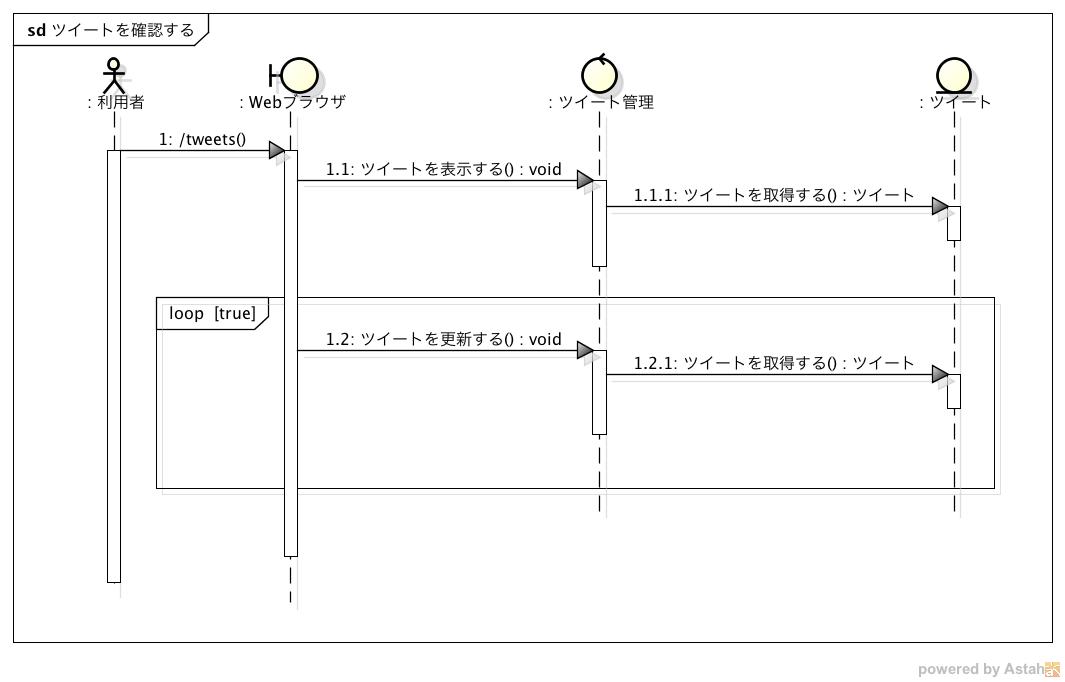 sd ツイートを確認する
: 利用者
: Webブラウザ
: ツイート管理
: ツイート
1: /tweets()
1.1: ツイートを表示する() : void
1.1.1: ツイートを取得する() : ツイート
loop [true]
1.2: ツイートを更新する() : void
1.2.1: ツイートを取得する() : ツイート
powered by Astah